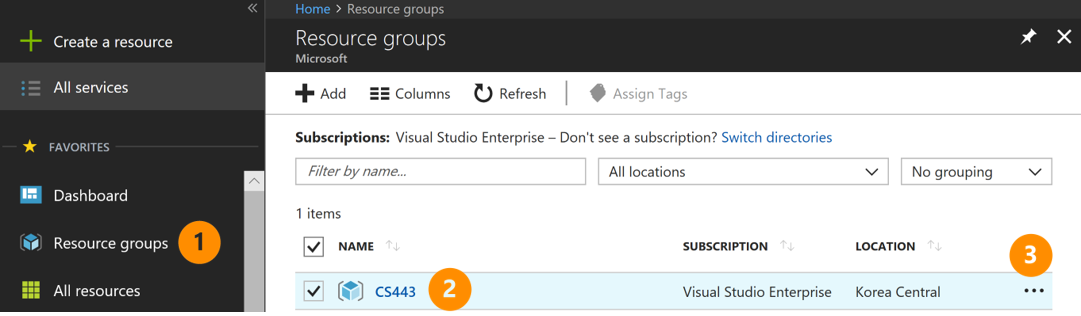 Home > Resource groups
Create a resource
Resource groups
Microsoft
All services
Add Columns Refresh Assign Tags
FAVORITES
Subscriptions: Visual Studio Enterprise – Don't see a subscription? Switch directories
Filter by name... All locations No grouping
Dashboard
1 items
Resource groups 1
NAME SUBSCRIPTION LOCATION 3
All resources
CS443 2 Visual Studio Enterprise Korea Central